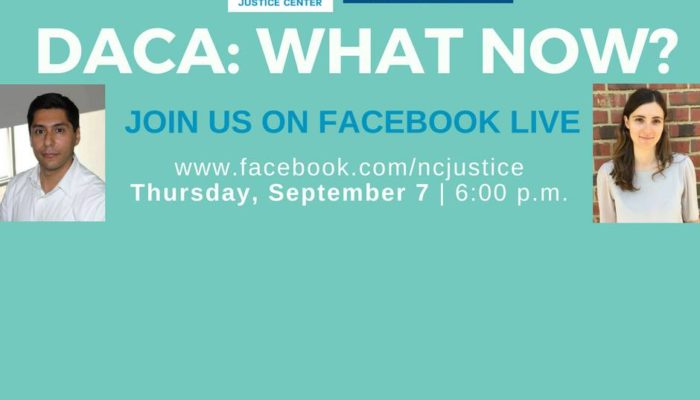 JUSTICE CENTER
DACA: WHAT NOW?
JOIN US ON FACEBOOK LIVE
www.facebook.com/ncjustice
Thursday, September 7 | 6:00 p.m.